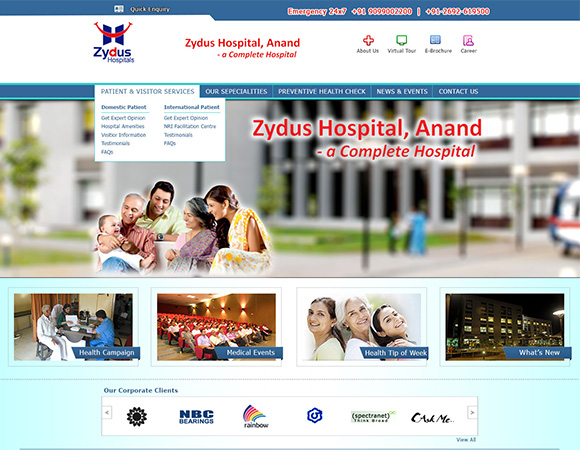 Quick Enquiry
Emergency 24x7 +91 9099002200 | +91-2692-619500
Zydus
Hospitals
Zydus Hospital, Anand
- a Complete Hospital
About Us
Virtual Tour
E-Brochure
Career
PATIENT & VISITOR SERVICES
OUR SEPECIALITIES
PREVENTIVE HEALTH CHECK
NEWS & EVENTS
CONTACT US
Domestic Patient
Get Expert Opinion
Hospital Amenities
Visitor Information
Testimonials
FAQs
International Patient
Get Expert Opinion
NRI Facilitation Centre
Testimonials
FAQs
Zydus Hospital, Anand
- a Complete Hospital
Health Campaign
Medical Events
Health Tip of Week
What's New
Our Corporate Clients
<
NBC
BEARINGS
rainbow
(spectranet)
Think Broad
Ask Me..
>
View All